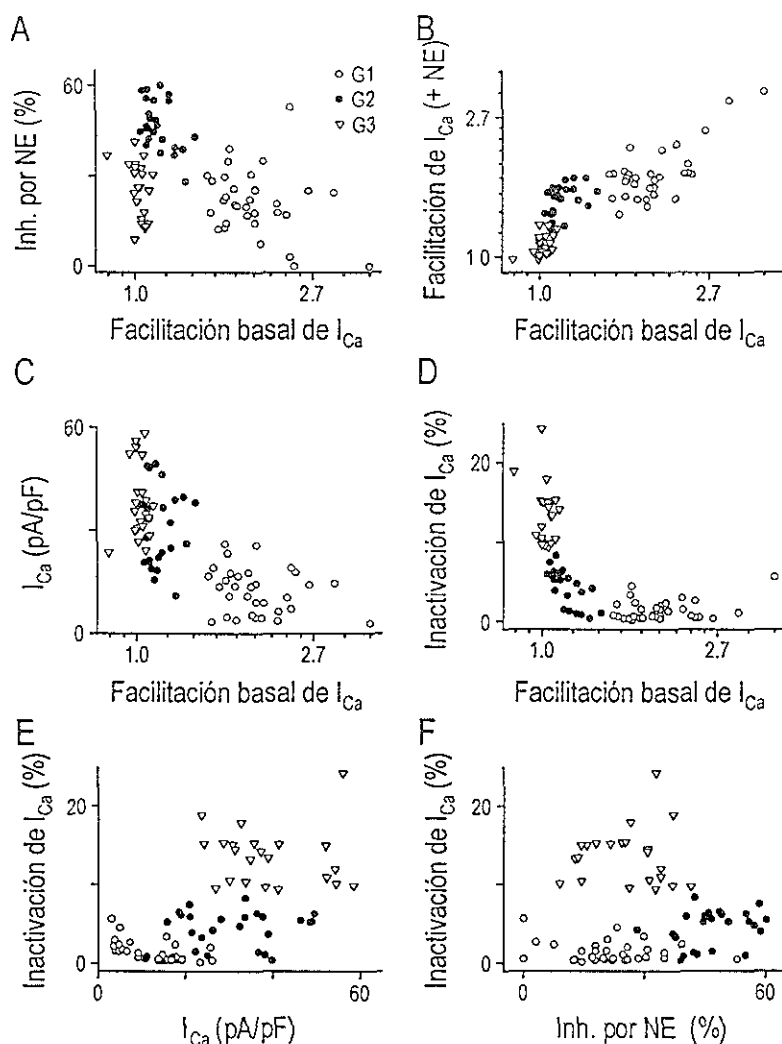 A
Inh. por NE (%)
60
0
1.0
2.7
Facilitación basal de I_Ca
G1
G2
G3
B
Facilitación de I_Ca (+ NE)
2.7
1.0
1.0
2.7
Facilitación basal de I_Ca
C
I_Ca (pA/pF)
60
0
1.0
2.7
Facilitación basal de I_Ca
D
Inactivación de I_Ca (%)
20
0
1.0
2.7
Facilitación basal de I_Ca
E
Inactivación de I_Ca (%)
20
0
0
60
I_Ca (pA/pF)
F
Inactivación de I_Ca (%)
20
0
0
60
Inh. por NE (%)